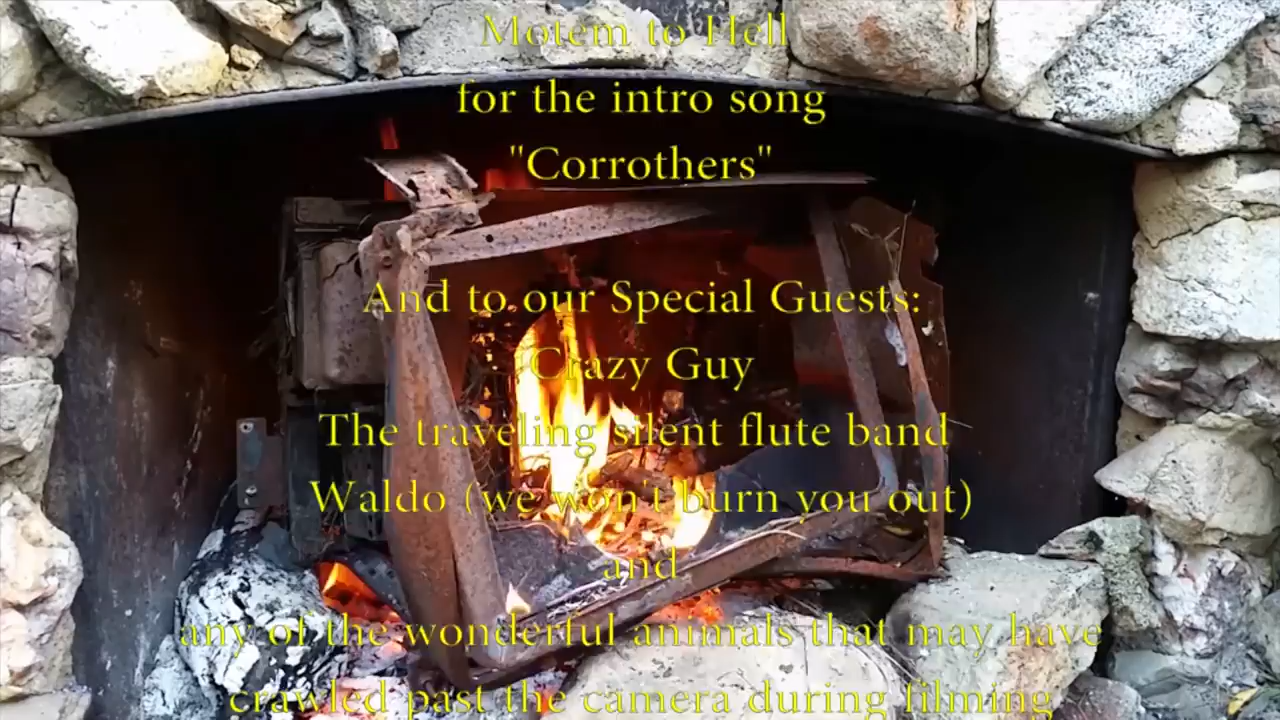 Motem to Hell
for the intro song
"Corrothers"
And to our Special Guests:
Crazy Guy
The traveling silent flute band
Waldo (we won't burn you out)
and
any of the wonderful animals that may have
crawled past the camera during filming